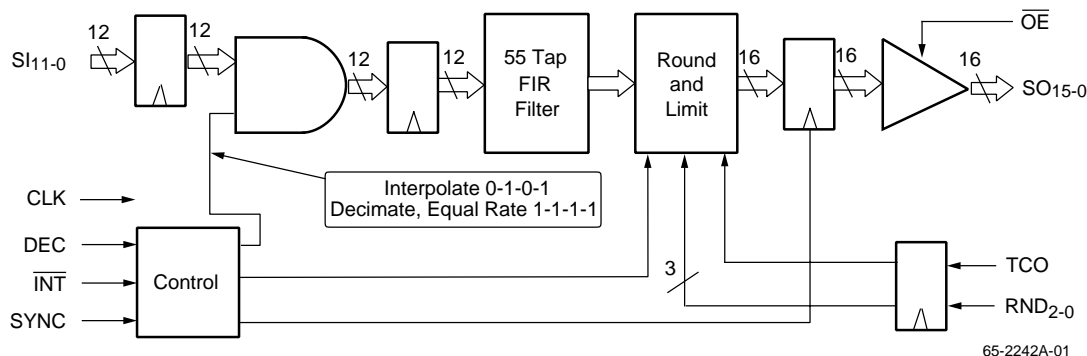 12
12
12
12
16
16
16
OE
SI11-0
55 Tap
FIR
Filter
Round
and
Limit
SO15-0
Interpolate 0-1-0-1
Decimate, Equal Rate 1-1-1-1
CLK
DEC
INT
SYNC
Control
3
TCO
RND2-0
65-2242A-01